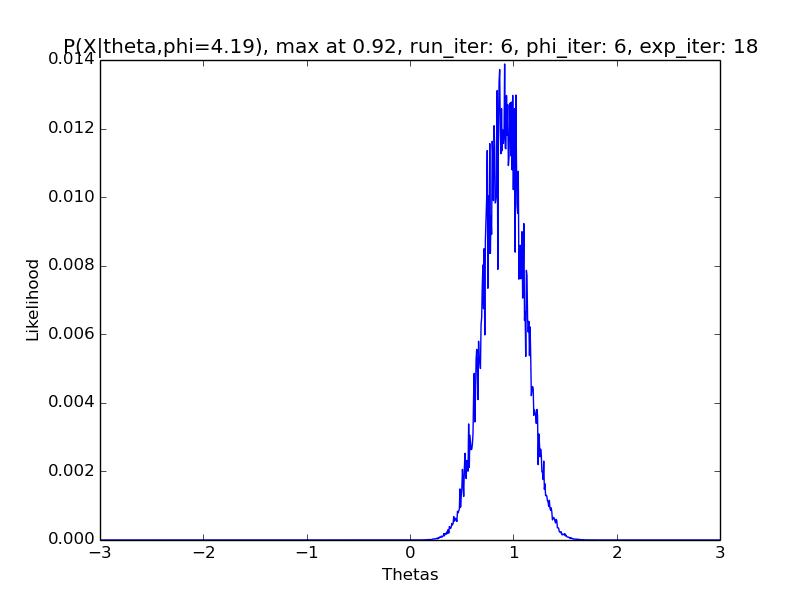 P(X|theta,phi=4.19), max at 0.92, run_iter: 6, phi_iter: 6, exp_iter: 18
0.014
0.012
0.010
0.008
0.006
0.004
0.002
0.000
Likelihood
−3 −2 −1 0 1 2 3
Thetas